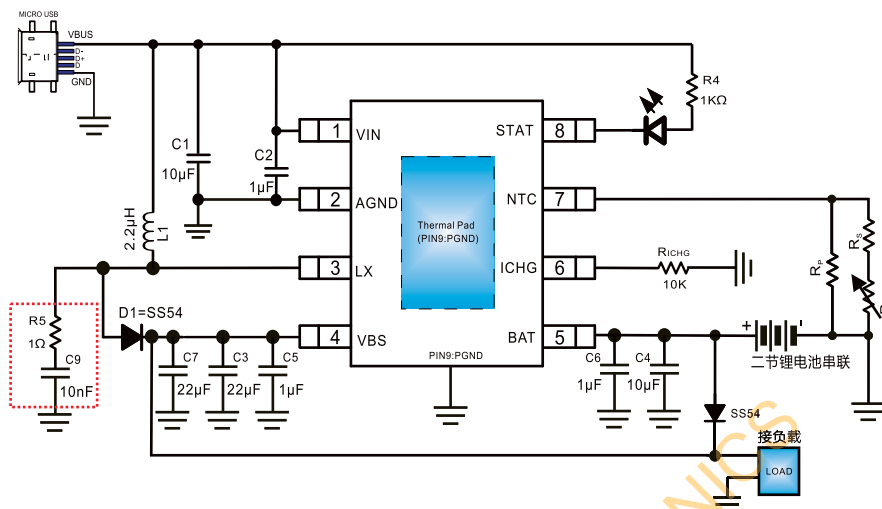 MICRO USB
VBUS
D-
D+
D
GND
R4
1KΩ
C1
10μF
C2
1μF
1
VIN
STAT
8
2
AGND
NTC
7
Thermal Pad
(PIN9:PGND)
2.2μH
L1
RS
RP
3
LX
ICHG
6
RICHG
10K
R5
1Ω
C9
10nF
D1=SS54
4
VBS
BAT
5
PIN9:PGND
C7
22μF
C3
22μF
C5
1μF
C6
1μF
C4
10μF
+
-
二节锂电池串联
SS54
接负载
LOAD
NICS